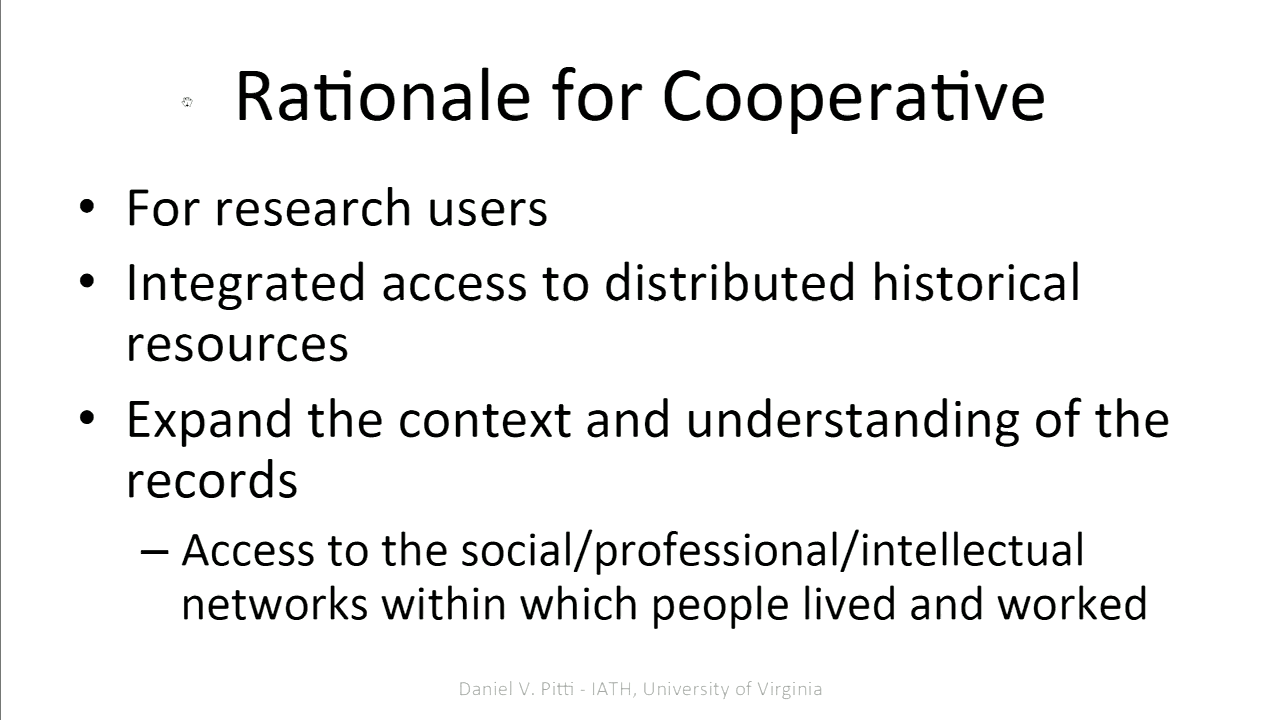 Rationale for Cooperative
• For research users
• Integrated access to distributed historical
resources
• Expand the context and understanding of the
records
– Access to the social/professional/intellectual
networks within which people lived and worked
Daniel V. Pitti - IATH, University of Virginia